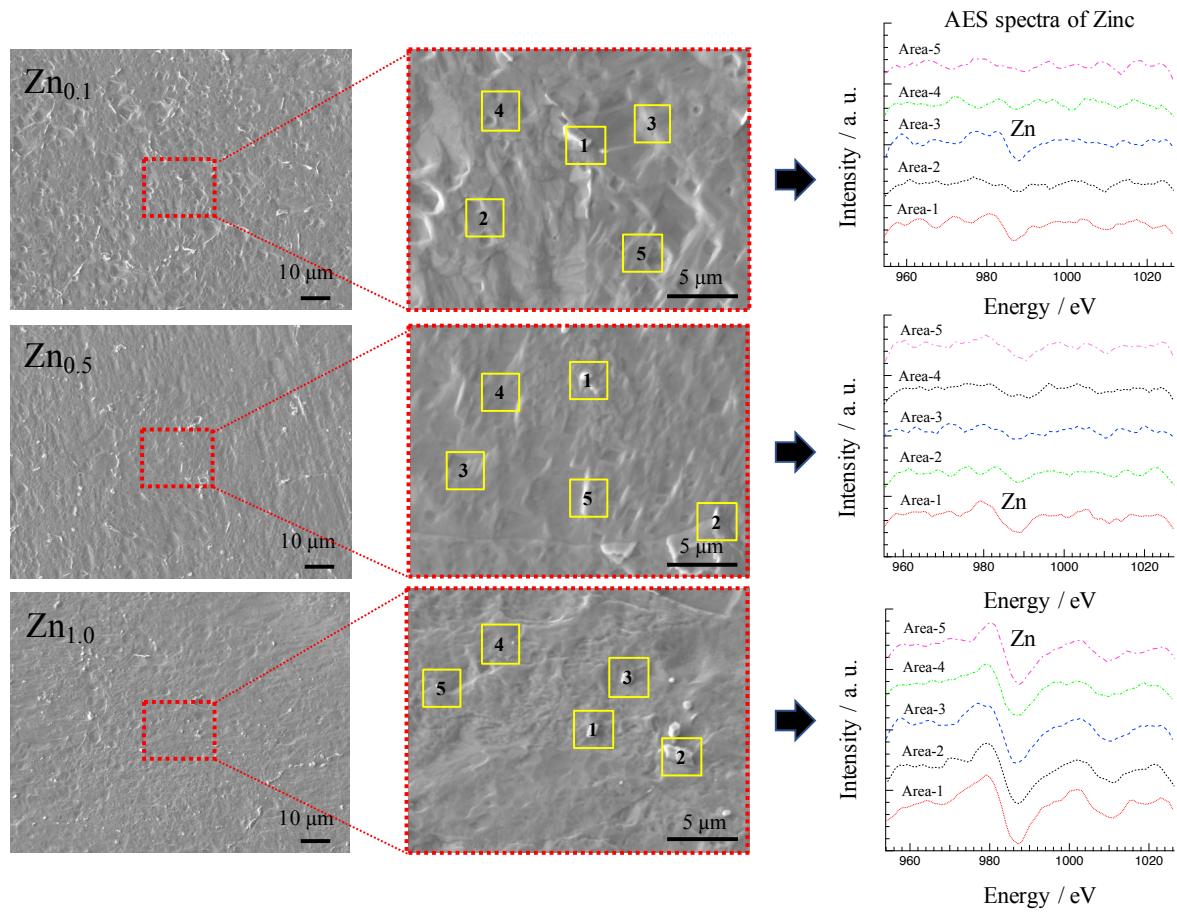 AES spectra of Zinc
Zn0.1
10 μm
4
3
1
2
5
5 μm
Intensity / a. u.
Area-5
Area-4
Area-3
Zn
Area-2
Area-1
960 980 1000 1020
Energy / eV
Zn0.5
10 μm
1
4
3
5
2
5 μm
Intensity / a. u.
Area-5
Area-4
Area-3
Area-2
Area-1
Zn
960 980 1000 1020
Energy / eV
Zn1.0
10 μm
4
3
5
1
2
5 μm
Intensity / a. u.
Area-5
Zn
Area-4
Area-3
Area-2
Area-1
960 980 1000 1020
Energy / eV